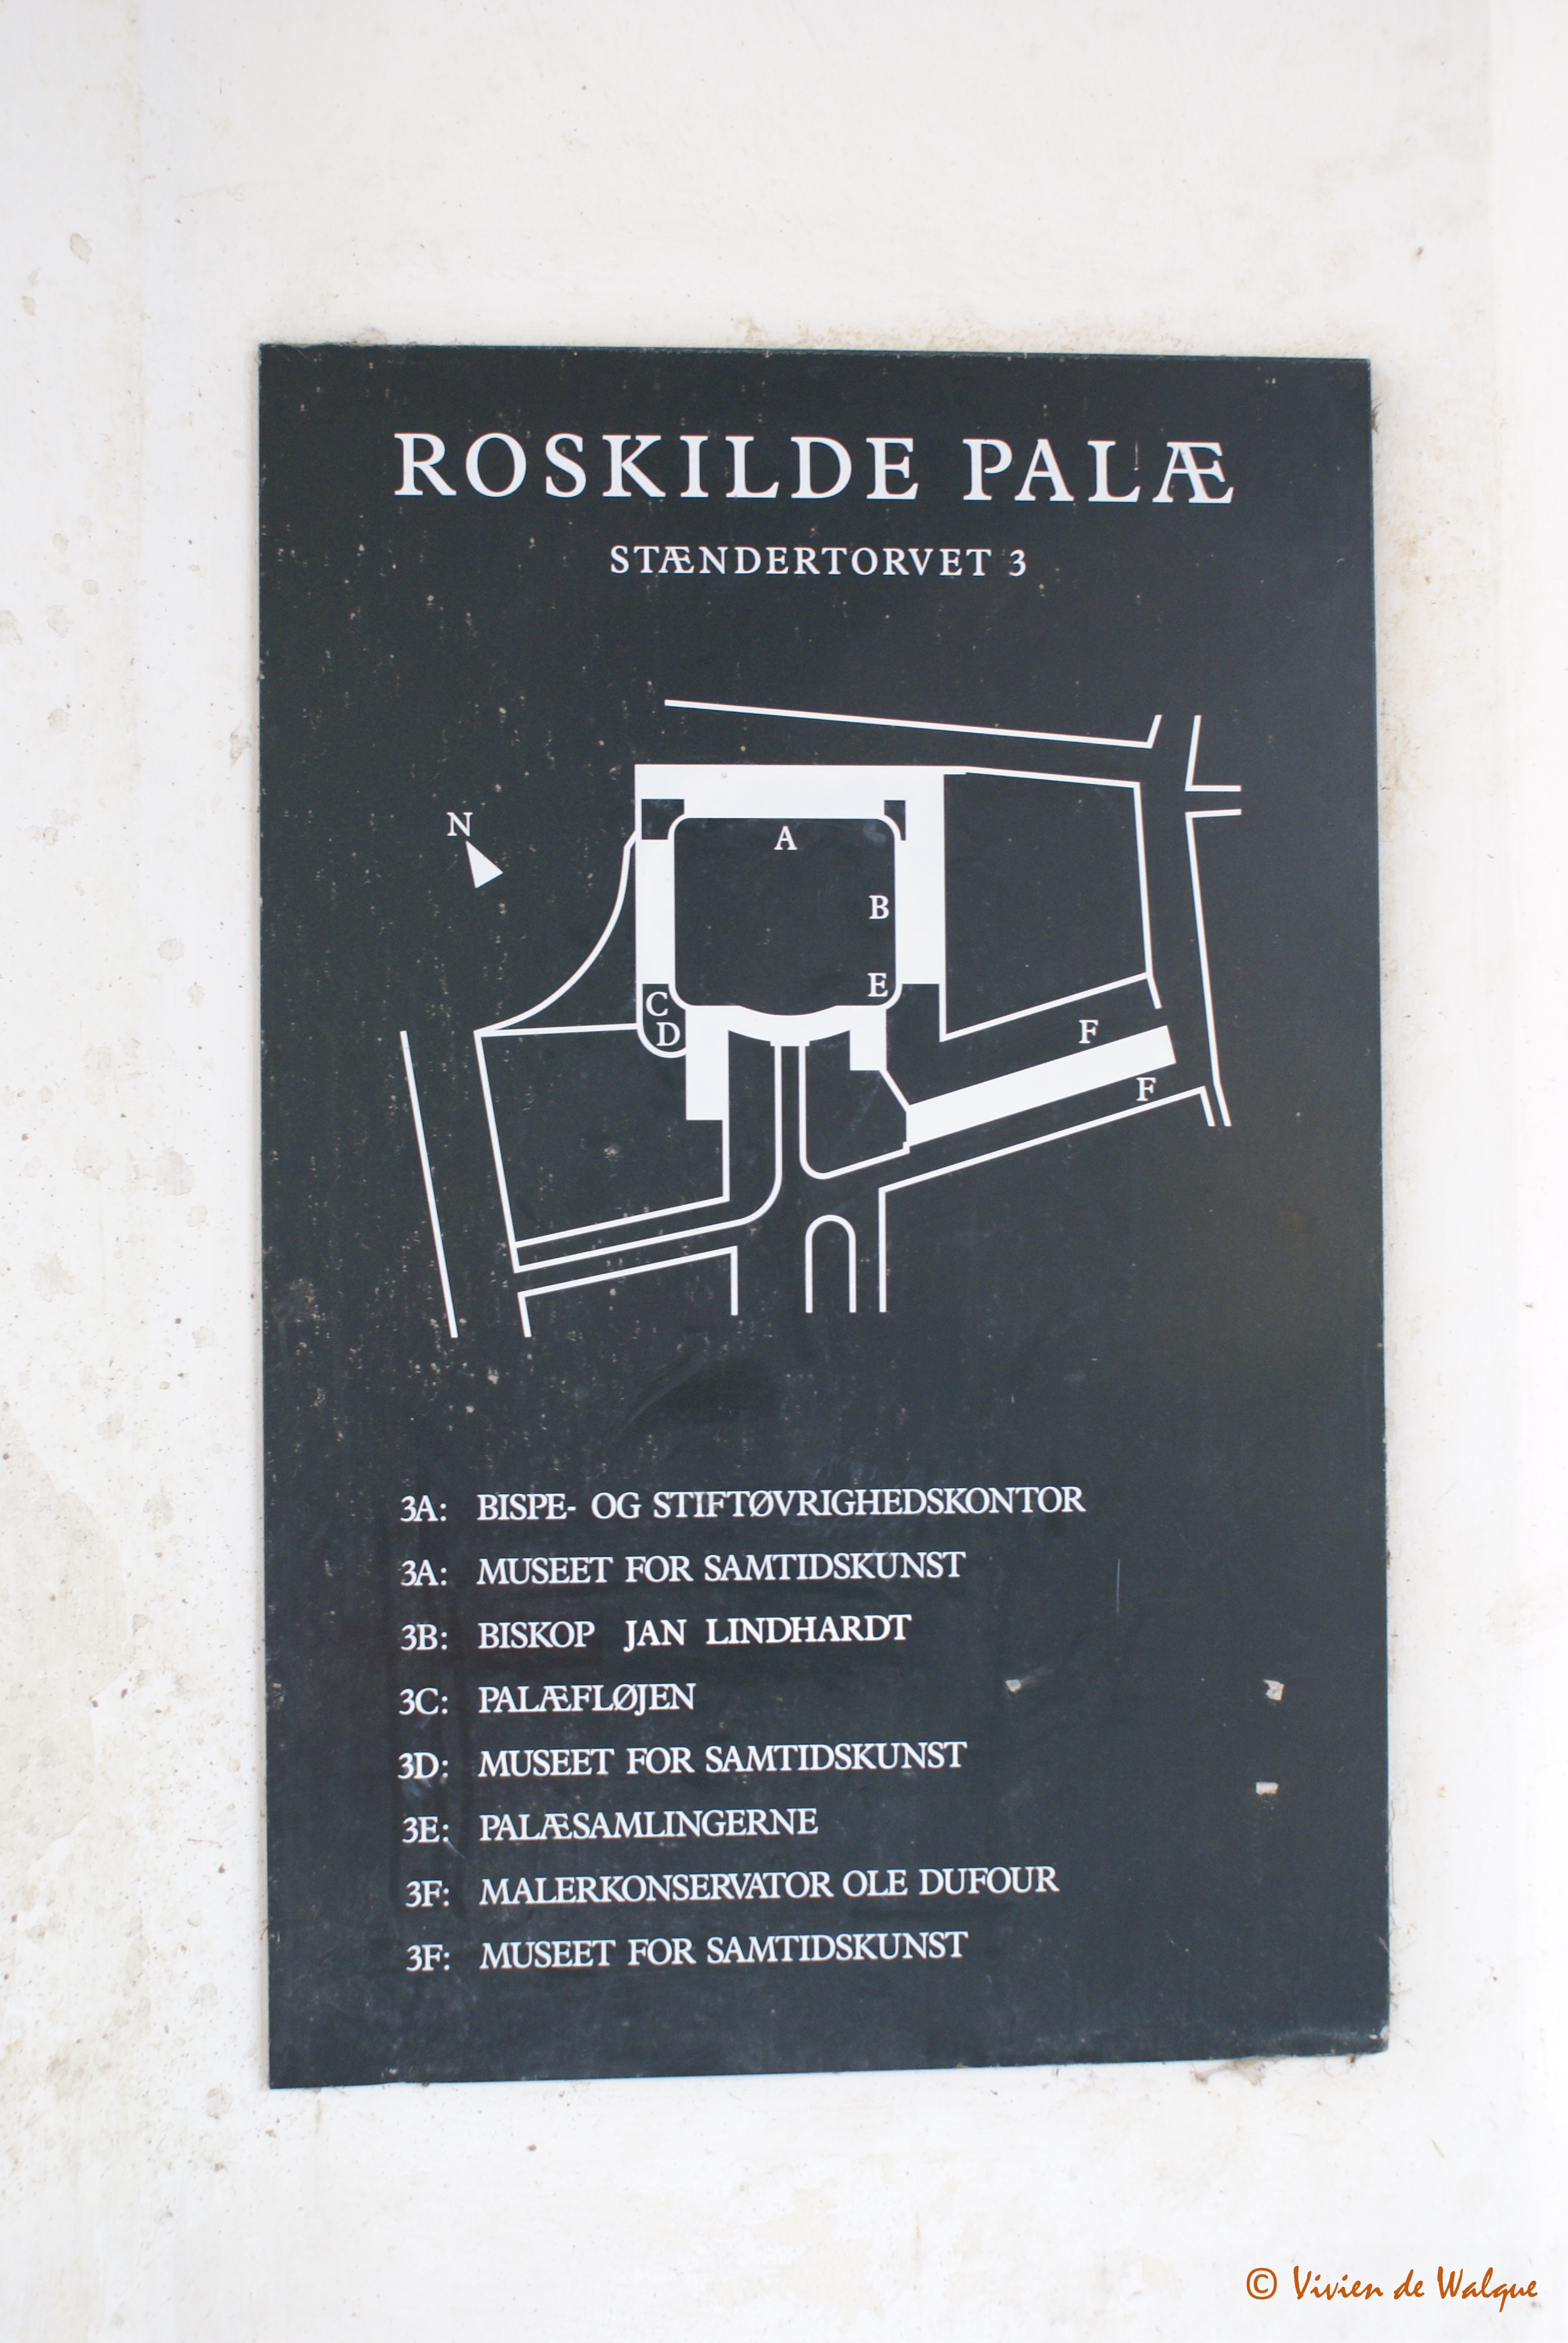 ROSKILDE PALÆ
STÆNDERTORVET 3
N
A
B
E
C
D
F
F
3A: BISPE- OG STIFTØVRIGHEDSKONTOR
3A: MUSEET FOR SAMTIDSKUNST
3B: BISKOP JAN LINDHARDT
3C: PALÆFLØJEN
3D: MUSEET FOR SAMTIDSKUNST
3E: PALÆSAMLINGERNE
3F: MALERKONSERVATOR OLE DUFOUR
3F: MUSEET FOR SAMTIDSKUNST
© Vivien de Walque